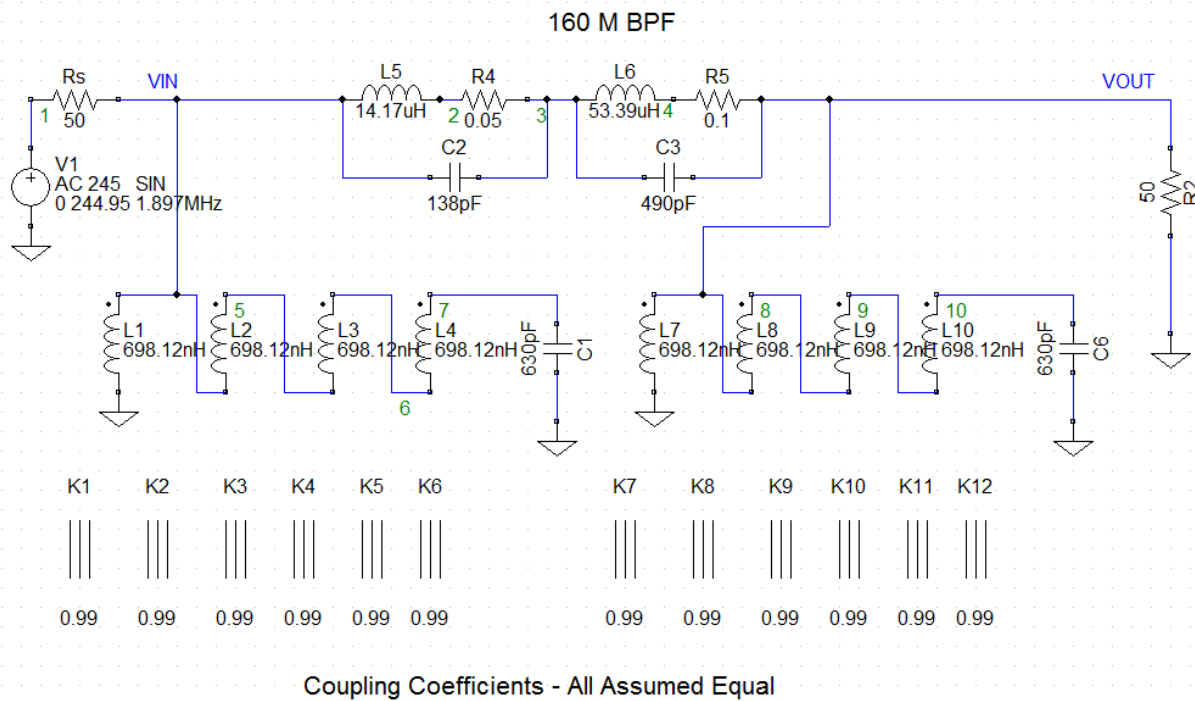 160 M BPF
Rs
VIN
L5
R4
L6
R5
VOUT
1
50
14.17uH
2
0.05
3
53.39uH
4
0.1
V1
AC 245 SIN
0 244.95 1.897MHz
C2
138pF
C3
490pF
50
R2
5
7
8
9
10
L1
698.12nH
L2
698.12nH
L3
698.12nH
L4
698.12nH
630pF
C1
L7
698.12nH
L8
698.12nH
L9
698.12nH
L10
698.12nH
630pF
C6
6
K1 K2 K3 K4 K5 K6 K7 K8 K9 K10 K11 K12
0.99 0.99 0.99 0.99 0.99 0.99 0.99 0.99 0.99 0.99 0.99 0.99
Coupling Coefficients - All Assumed Equal